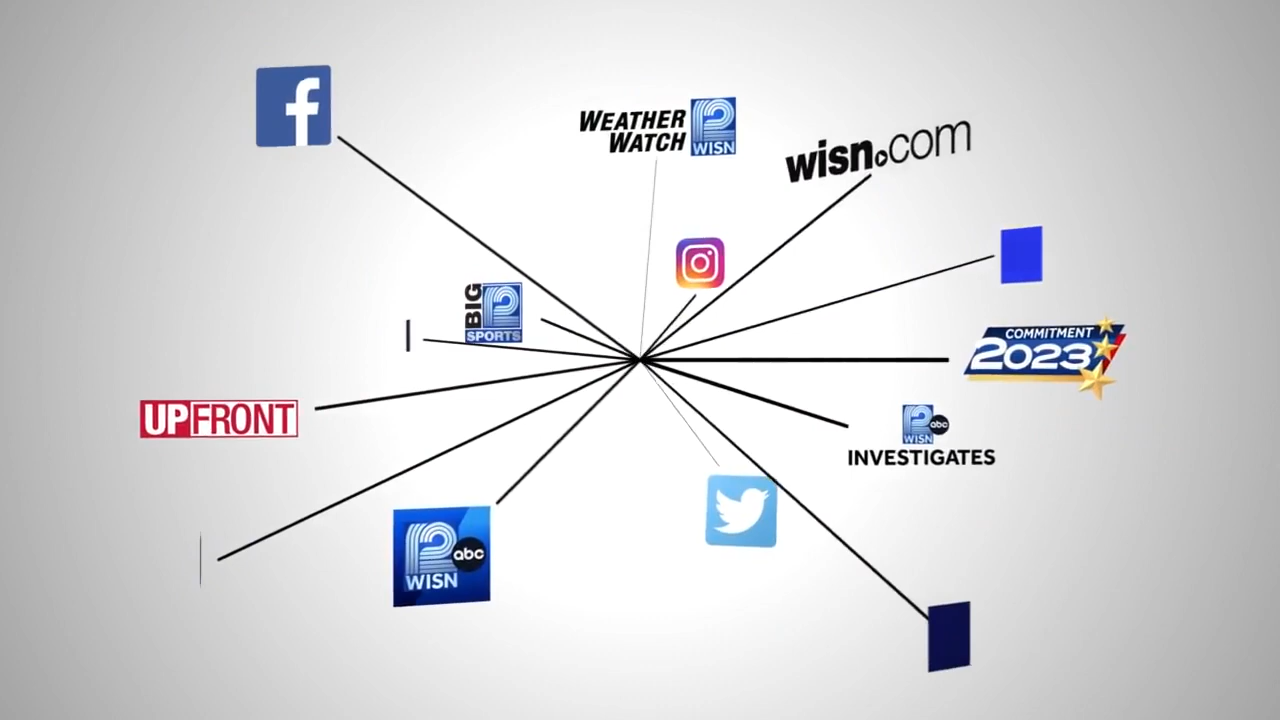 f
WEATHER
WATCH
12
WISN
wisn.com
BIG
12
SPORTS
COMMITMENT
2023
UPFRONT
12
abc
WISN
INVESTIGATES
12
abc
WISN